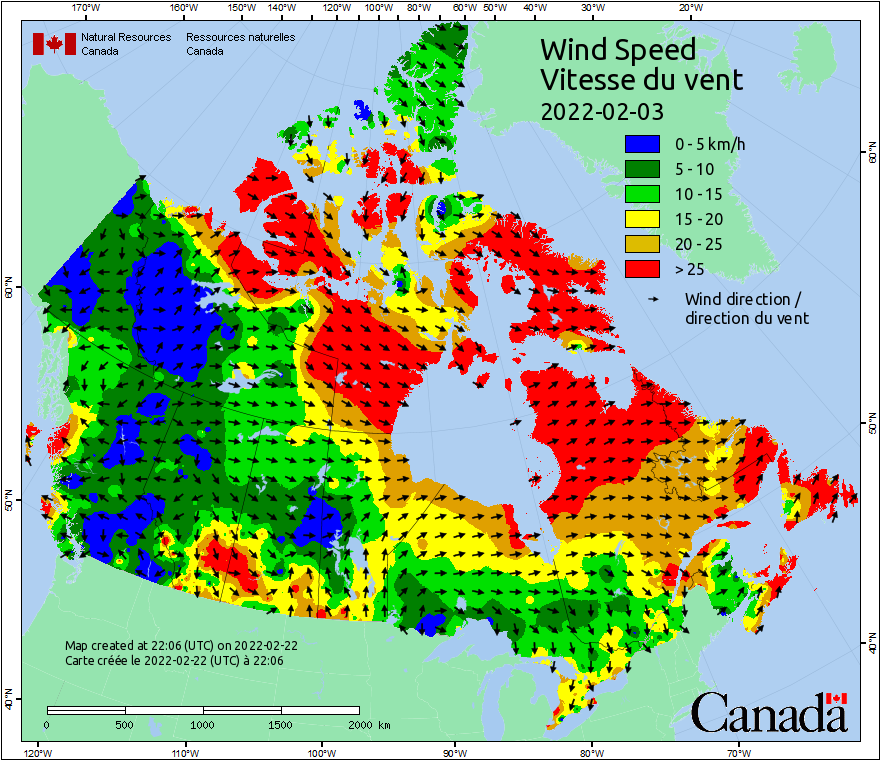 170°W 160°W 150°W 140°W 130°W 120°W 110°W 100°W 80°W 60°W 50°W 40°W 30°W 20°W
Natural Resources Canada
Ressources naturelles Canada
Wind Speed
Vitesse du vent
2022-02-03
0 - 5 km/h
5 - 10
10 - 15
15 - 20
20 - 25
> 25
Wind direction /
direction du vent
60°N
50°N
40°N
60°N
50°N
40°N
Map created at 22:06 (UTC) on 2022-02-22
Carte créée le 2022-02-22 (UTC) à 22:06
0 500 1000 1500 2000 km
Canada
120°W 110°W 100°W 90°W 80°W 70°W